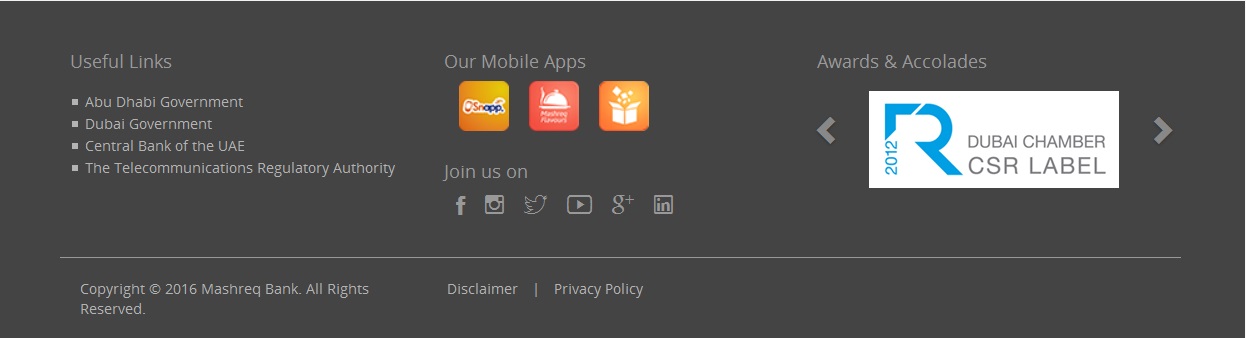 Useful Links
Abu Dhabi Government
Dubai Government
Central Bank of the UAE
The Telecommunications Regulatory Authority
Our Mobile Apps
Snapp
Mashreq
Flavours
Join us on
Awards & Accolades
2012
DUBAI CHAMBER
CSR LABEL
Copyright © 2016 Mashreq Bank. All Rights
Reserved.
Disclaimer | Privacy Policy